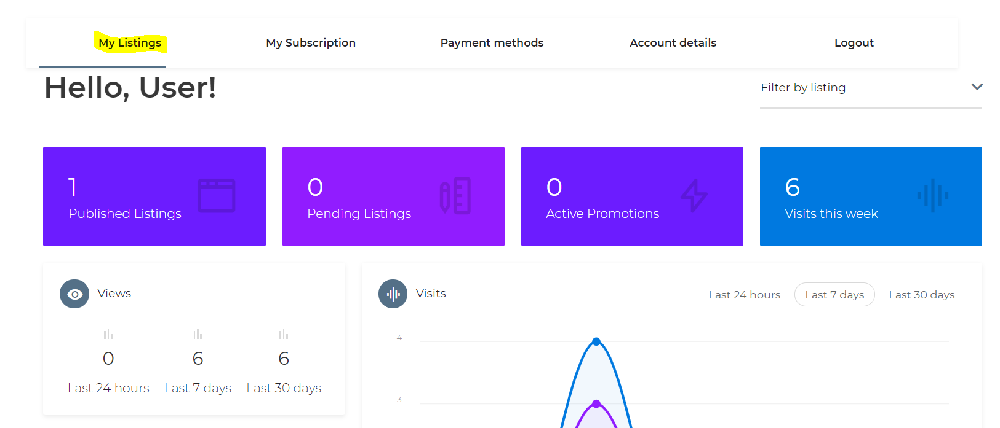 My Listings My Subscription Payment methods Account details Logout
Hello, User!
Filter by listing
1
Published Listings
0
Pending Listings
0
Active Promotions
6
Visits this week
Views
0 6 6
Last 24 hours Last 7 days Last 30 days
Visits
Last 24 hours Last 7 days Last 30 days
4
3